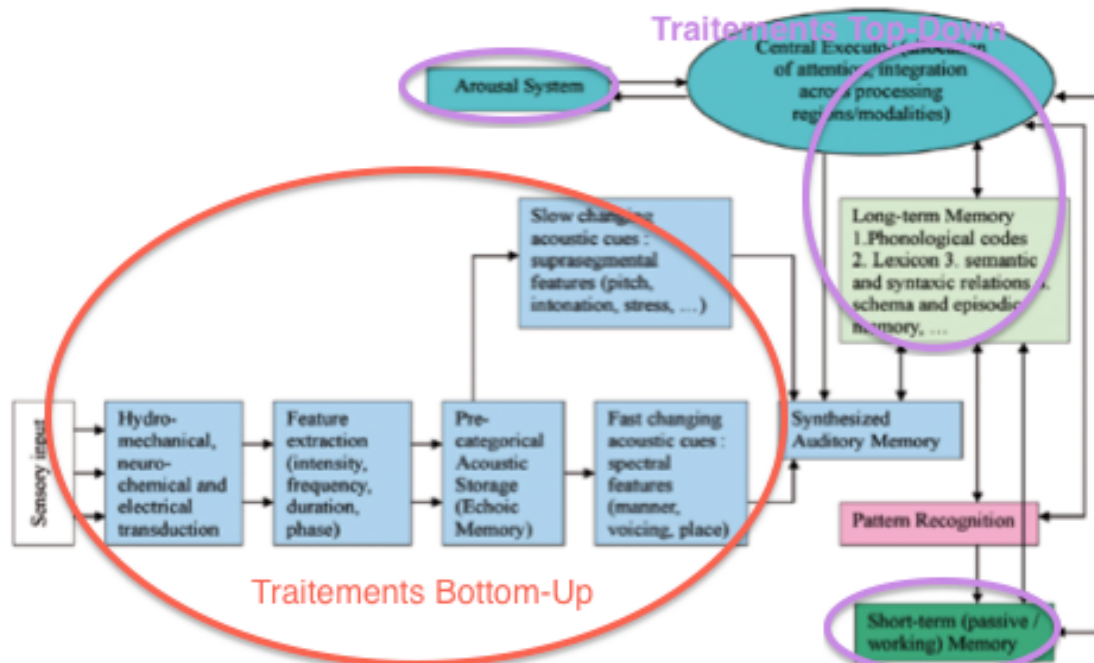 Traitements Top-Down
Central Executor (allocation
of attention, integration
across processing
regions/modalities)
Arousal System
Slow changing
acoustic cues :
suprasegmental
features (pitch,
intonation, stress, …)
Long-term Memory
1.Phonological codes
2. Lexicon 3. semantic
and syntaxic relations
schema and episodic
memory, …
Sensory input
Hydro-
mechanical,
neuro-
chemical and
electrical
transduction
Feature
extraction
(intensity,
frequency,
duration,
phase)
Pre-
categorical
Acoustic
Storage
(Echoic
Memory)
Fast changing
acoustic cues :
spectral
features
(manner,
voicing, place)
Synthesized
Auditory Memory
Pattern Recognition
Traitements Bottom-Up
Short-term (passive /
working) Memory